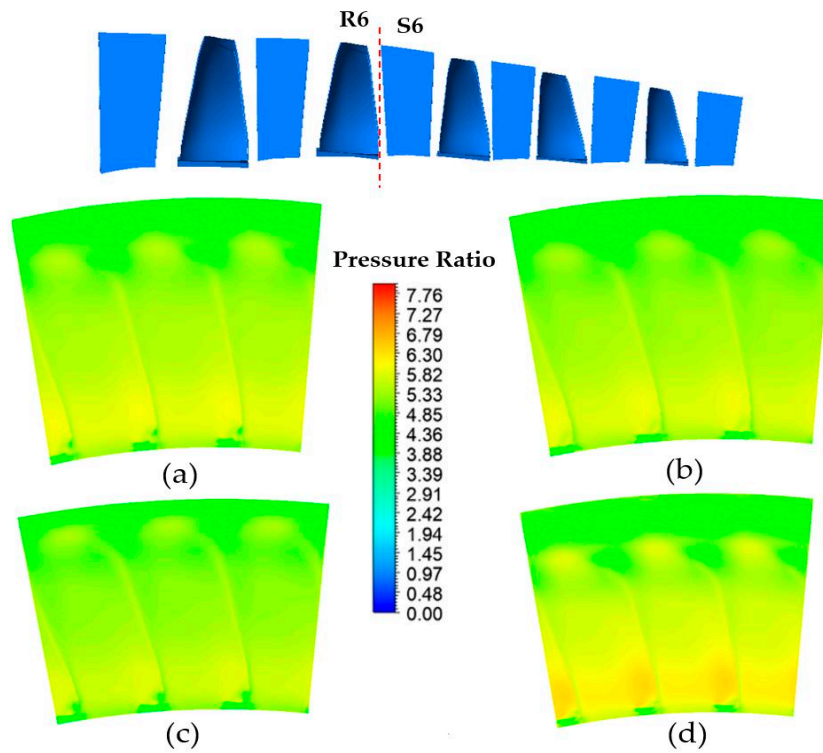 R6 S6
Pressure Ratio
7.76
7.27
6.79
6.30
5.82
5.33
4.85
4.36
3.88
3.39
2.91
2.42
1.94
1.45
0.97
0.48
0.00
(a)
(b)
(c)
(d)